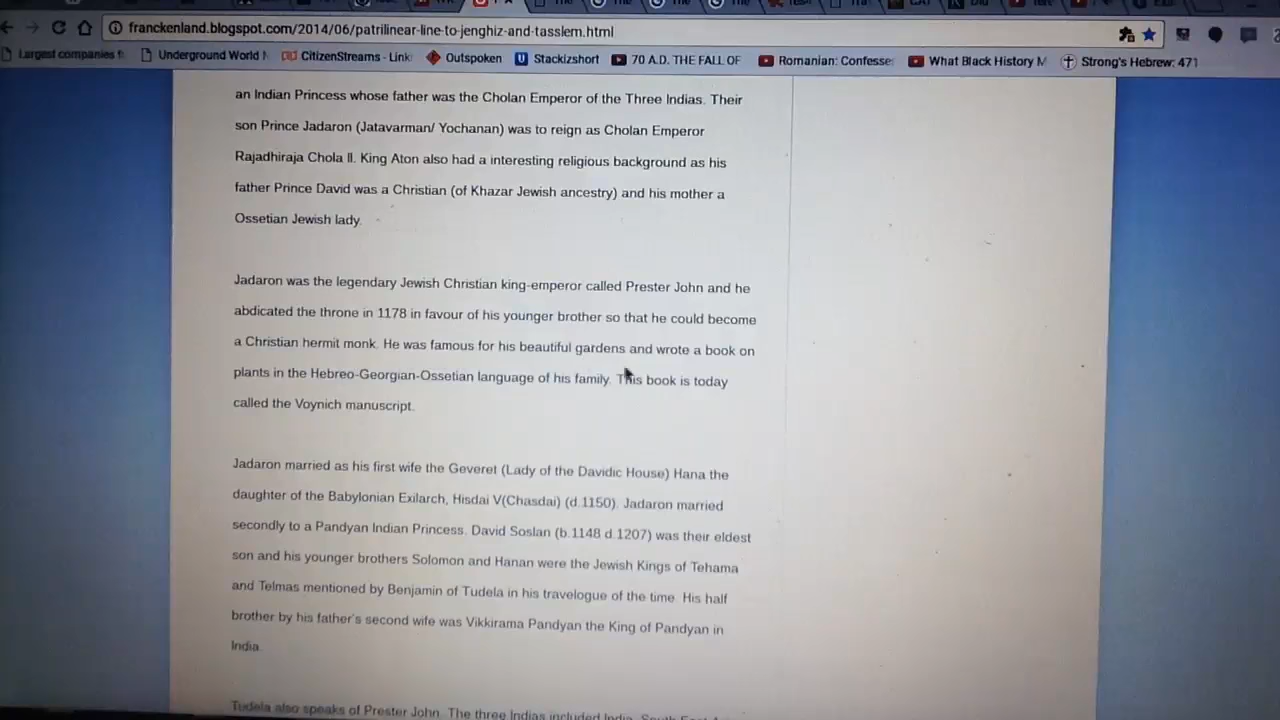 franckenland.blogspot.com/2014/06/patrilinear-line-to-jenghiz-and-tasslem.html
Largest companies Underground World CitizenStreams - Link Outspoken Stackizshort 70 A.D. THE FALL OF Romanian: Confesse What Black History M Strong's Hebrew: 471
an Indian Princess whose father was the Cholan Emperor of the Three Indias. Their
son Prince Jadaron (Jatavarman/ Yochanan) was to reign as Cholan Emperor
Rajadhiraja Chola II. King Aton also had a interesting religious background as his
father Prince David was a Christian (of Khazar Jewish ancestry) and his mother a
Ossetian Jewish lady.
Jadaron was the legendary Jewish Christian king-emperor called Prester John and he
abdicated the throne in 1178 in favour of his younger brother so that he could become
a Christian hermit monk. He was famous for his beautiful gardens and wrote a book on
plants in the Hebreo-Georgian-Ossetian language of his family. This book is today
called the Voynich manuscript.
Jadaron married as his first wife the Geveret (Lady of the Davidic House) Hana the
daughter of the Babylonian Exilarch, Hisdai V(Chasdai) (d.1150). Jadaron married
secondly to a Pandyan Indian Princess. David Soslan (b.1148 d.1207) was their eldest
son and his younger brothers Solomon and Hanan were the Jewish Kings of Tehama
and Telmas mentioned by Benjamin of Tudela in his travelogue of the time. His half
brother by his father's second wife was Vikkirama Pandyan the King of Pandyan in
India.
Tudela also speaks of Prester John. The three Indias included India, South East